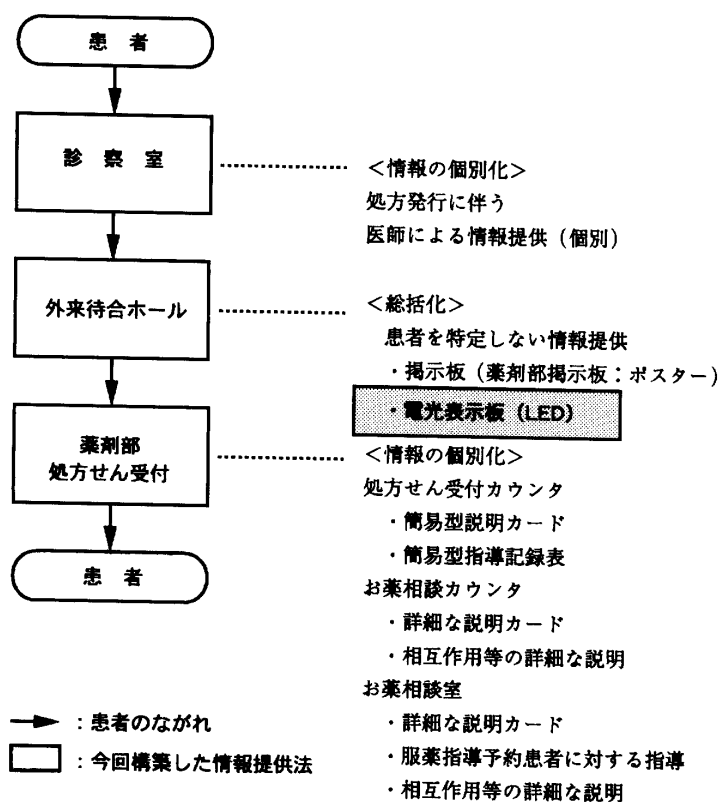 患者
診察室
<情報の個別化>
処方発行に伴う
医師による情報提供(個別)
外来待合ホール
<総括化>
患者を特定しない情報提供
・掲示板(薬剤部掲示板:ポスター)
・電光表示板(LED)
薬剤部
処方せん受付
<情報の個別化>
処方せん受付カウンタ
・簡易型説明カード
・簡易型指導記録表
患者
お薬相談カウンタ
・詳細な説明カード
・相互作用等の詳細な説明
お薬相談室
・詳細な説明カード
・服薬指導予約患者に対する指導
・相互作用等の詳細な説明
:患者のながれ
:今回構築した情報提供法